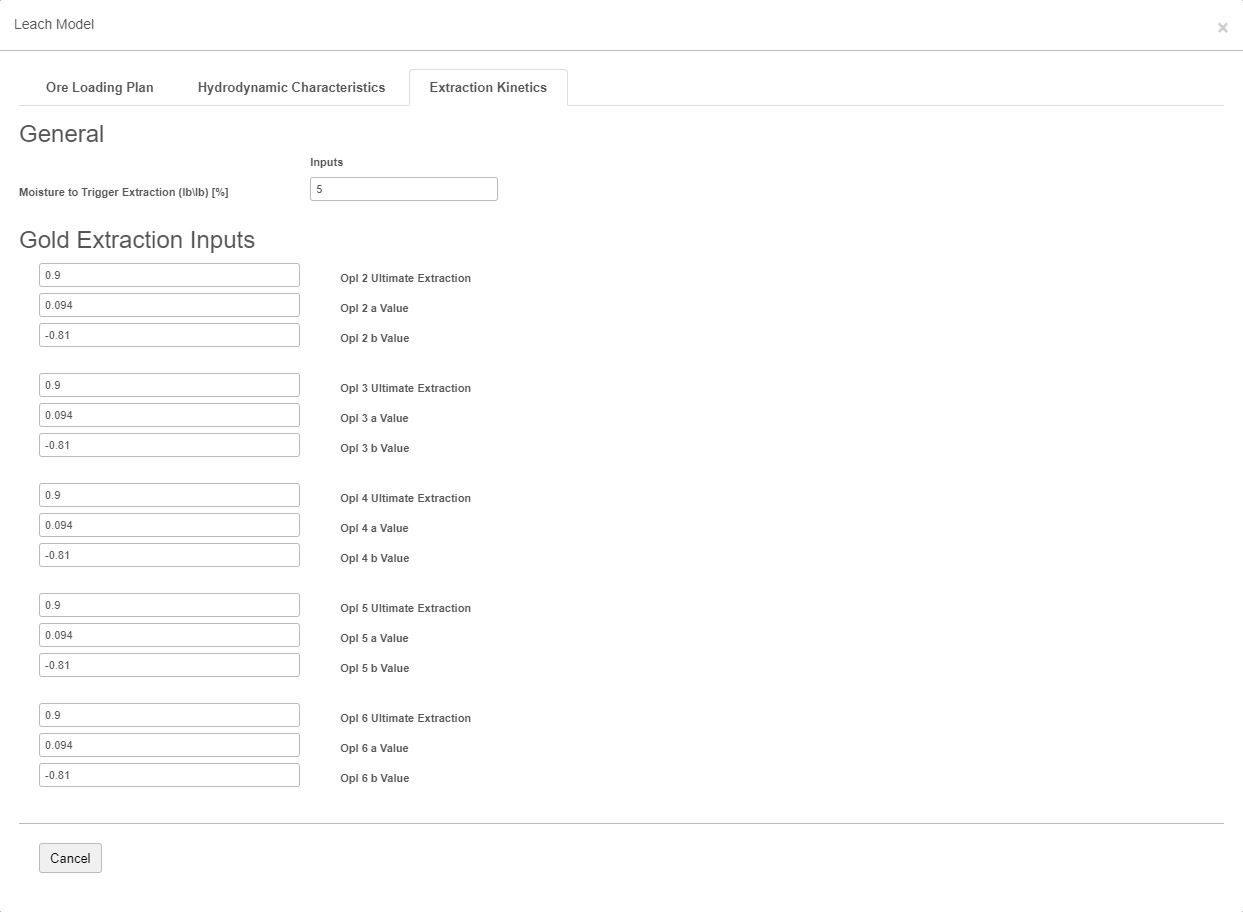 Leach Model
×
Ore Loading Plan Hydrodynamic Characteristics Extraction Kinetics
General
Inputs
Moisture to Trigger Extraction (lb\lb) [%] 5
Gold Extraction Inputs
0.9 Opl 2 Ultimate Extraction
0.094 Opl 2 a Value
-0.81 Opl 2 b Value
0.9 Opl 3 Ultimate Extraction
0.094 Opl 3 a Value
-0.81 Opl 3 b Value
0.9 Opl 4 Ultimate Extraction
0.094 Opl 4 a Value
-0.81 Opl 4 b Value
0.9 Opl 5 Ultimate Extraction
0.094 Opl 5 a Value
-0.81 Opl 5 b Value
0.9 Opl 6 Ultimate Extraction
0.094 Opl 6 a Value
-0.81 Opl 6 b Value
Cancel